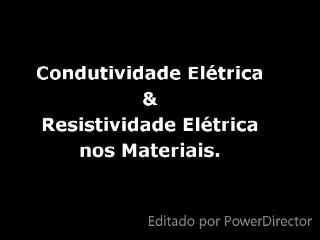 Condutividade Elétrica
&
Resistividade Elétrica
nos Materiais.
Editado por PowerDirector